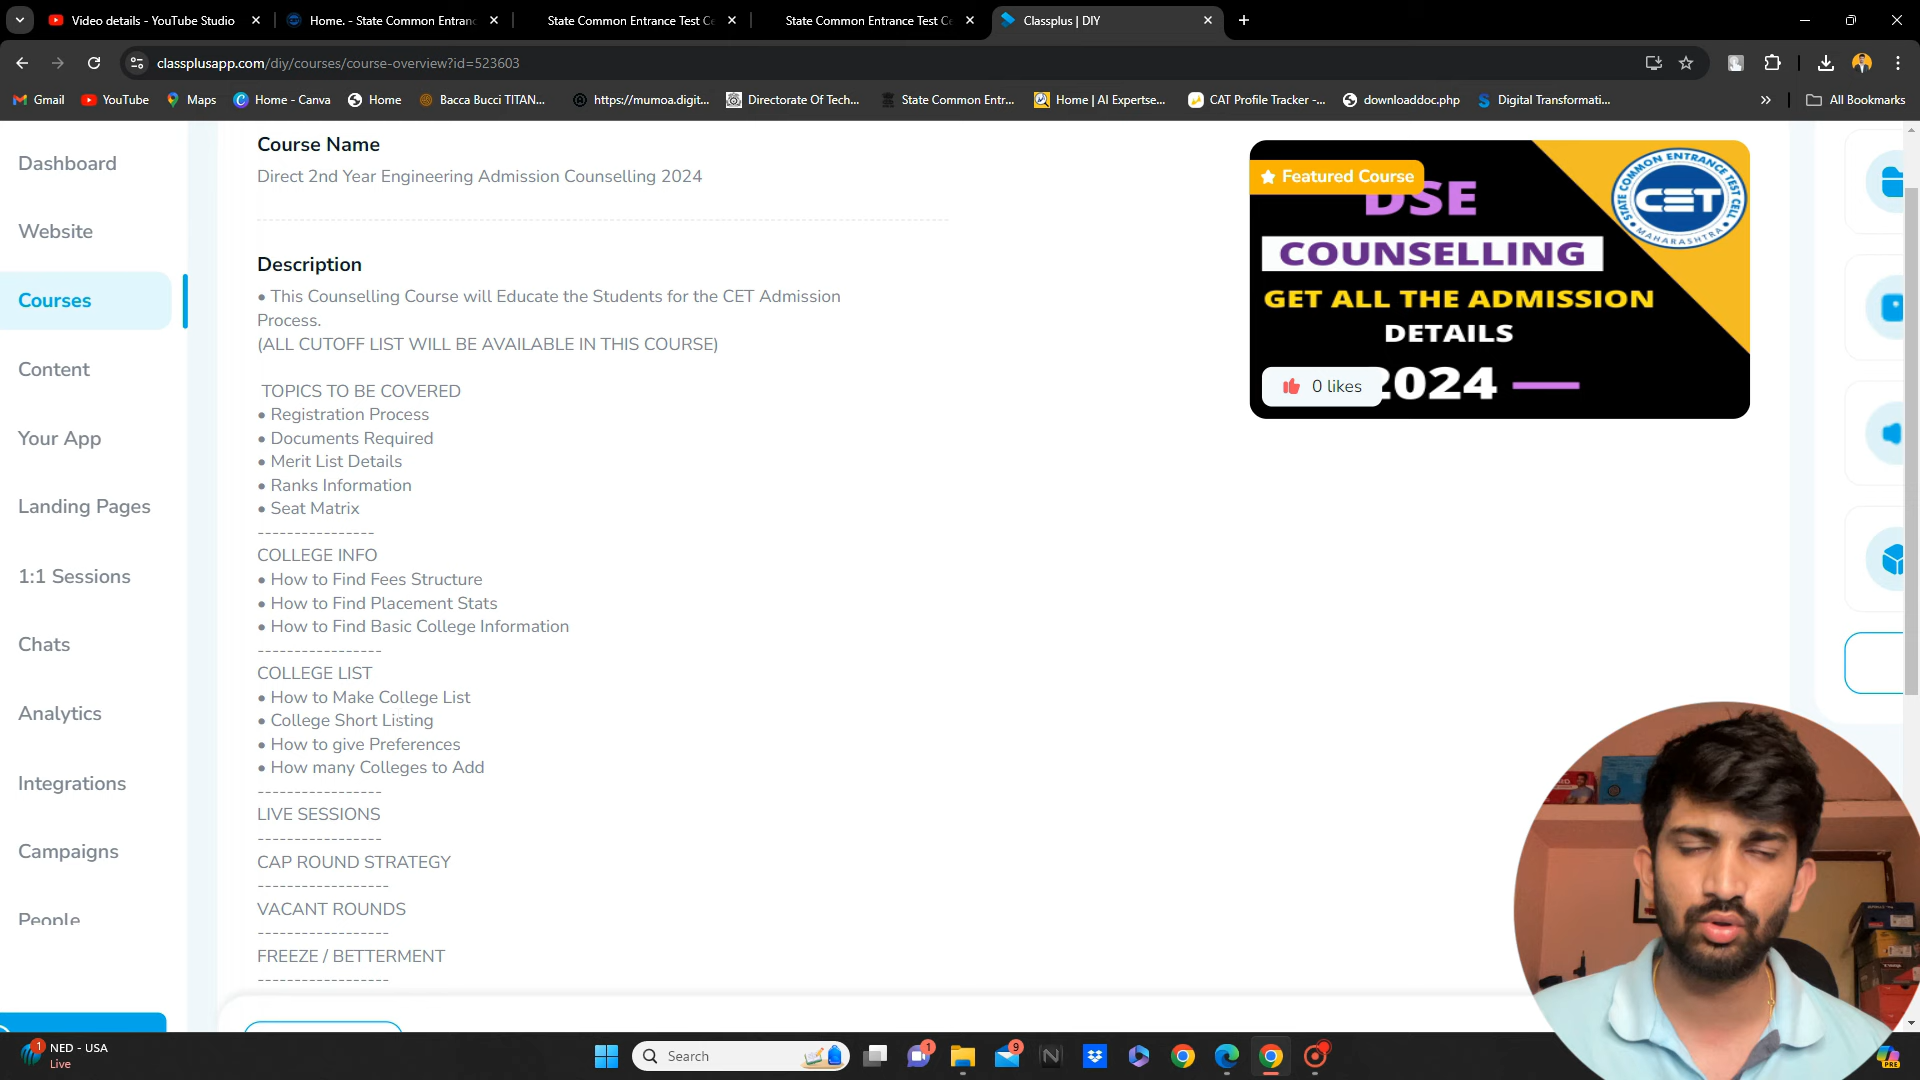 Video details - YouTube Studio
Home. - State Common Entranc
State Common Entrance Test Ce
State Common Entrance Test Ce
Classplus | DIY
classplusapp.com/diy/courses/course-overview?id=523603
Gmail
YouTube
Maps
Home - Canva
Home
Bacca Bucci TITAN...
https://mumoa.digit...
Directorate Of Tech...
State Common Entr...
Home | AI Expertse...
CAT Profile Tracker -...
downloaddoc.php
Digital Transformati...
»
All Bookmarks
Dashboard
Website
Courses
Content
Your App
Landing Pages
1:1 Sessions
Chats
Analytics
Integrations
Campaigns
People
Course Name
Direct 2nd Year Engineering Admission Counselling 2024
Description
• This Counselling Course will Educate the Students for the CET Admission
Process.
(ALL CUTOFF LIST WILL BE AVAILABLE IN THIS COURSE)
TOPICS TO BE COVERED
• Registration Process
• Documents Required
• Merit List Details
• Ranks Information
• Seat Matrix
----------------
COLLEGE INFO
• How to Find Fees Structure
• How to Find Placement Stats
• How to Find Basic College Information
-----------------
COLLEGE LIST
• How to Make College List
• College Short Listing
• How to give Preferences
• How many Colleges to Add
-----------------
LIVE SESSIONS
-----------------
CAP ROUND STRATEGY
------------------
VACANT ROUNDS
------------------
FREEZE / BETTERMENT
------------------
Featured Course
DSE
COUNSELLING
GET ALL THE ADMISSION
DETAILS
2024
0 likes
STATE COMMON ENTRANCE TEST CELL
CET
MAHARASHTRA
1
NED - USA
Live
Search
1
9
PRE